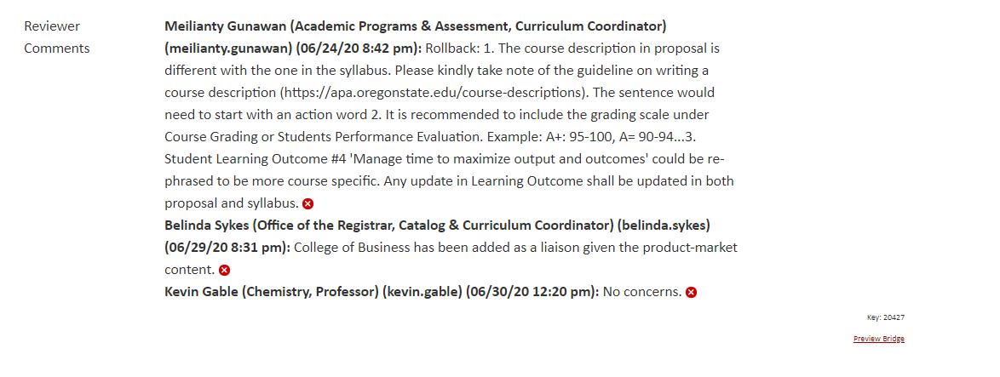 Reviewer
Comments
Meilianty Gunawan (Academic Programs & Assessment, Curriculum Coordinator)
(meilianty.gunawan) (06/24/20 8:42 pm): Rollback: 1. The course description in proposal is
different with the one in the syllabus. Please kindly take note of the guideline on writing a
course description (https://apa.oregonstate.edu/course-descriptions). The sentence would
need to start with an action word 2. It is recommended to include the grading scale under
Course Grading or Students Performance Evaluation. Example: A+: 95-100, A= 90-94...3.
Student Learning Outcome #4 'Manage time to maximize output and outcomes' could be re-
phrased to be more course specific. Any update in Learning Outcome shall be updated in both
proposal and syllabus.
Belinda Sykes (Office of the Registrar, Catalog & Curriculum Coordinator) (belinda.sykes)
(06/29/20 8:31 pm): College of Business has been added as a liaison given the product-market
content.
Kevin Gable (Chemistry, Professor) (kevin.gable) (06/30/20 12:20 pm): No concerns.
Key: 20427
Preview Bridge